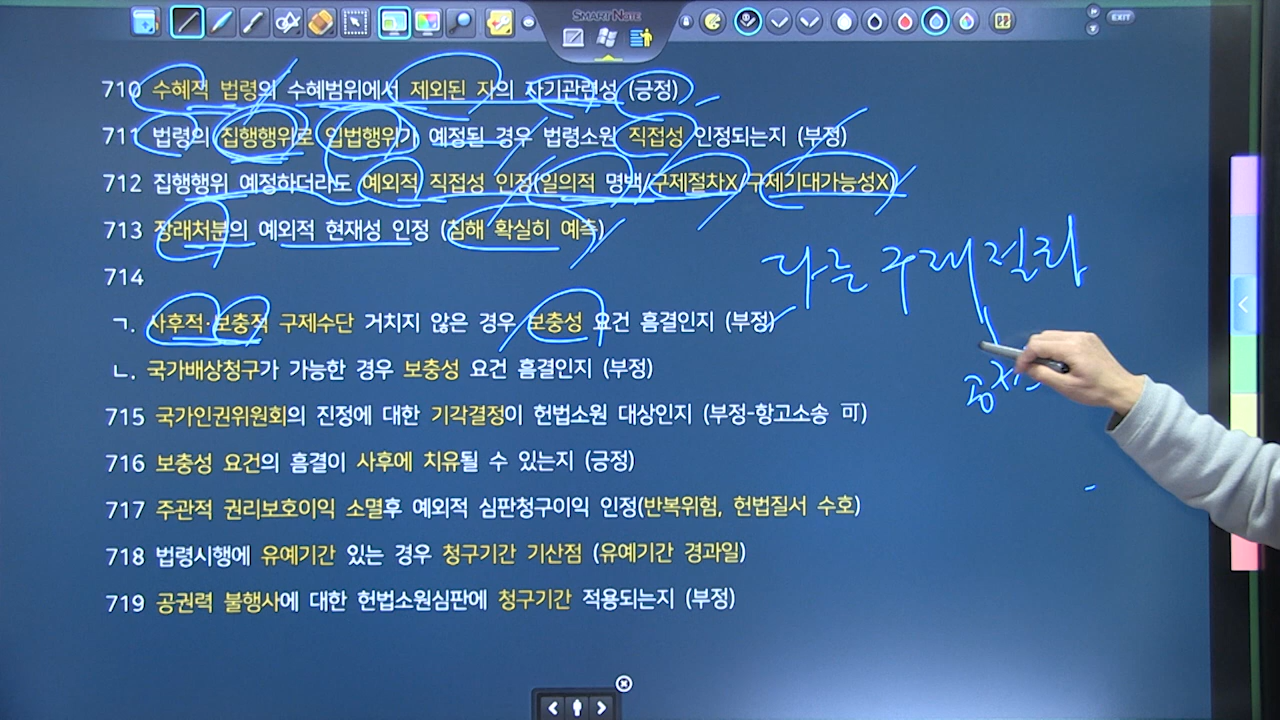 SMART NOTE
EXIT
710 수혜적 법령의 수혜범위에서 제외된 자의 자기관련성 (긍정)
711 법령의 집행행위로 입법행위가 예정된 경우 법령소원 직접성 인정되는지 (부정)
712 집행행위 예정하더라도 예외적 직접성 인정(일의적 명백/구제절차X/구제기대가능성X)
713 장래처분의 예외적 현재성 인정 (침해 확실히 예측)
다른 구제 절차
714
ㄱ. 사후적·보충적 구제수단 거치지 않은 경우 보충성 요건 흠결인지 (부정)
ㄴ. 국가배상청구가 가능한 경우 보충성 요건 흠결인지 (부정)
715 국가인권위원회의 진정에 대한 기각결정이 헌법소원 대상인지 (부정-항고소송 可)
716 보충성 요건의 흠결이 사후에 치유될 수 있는지 (긍정)
717 주관적 권리보호이익 소멸후 예외적 심판청구이익 인정(반복위험, 헌법질서 수호)
718 법령시행에 유예기간 있는 경우 청구기간 기산점 (유예기간 경과일)
719 공권력 불행사에 대한 헌법소원심판에 청구기간 적용되는지 (부정)